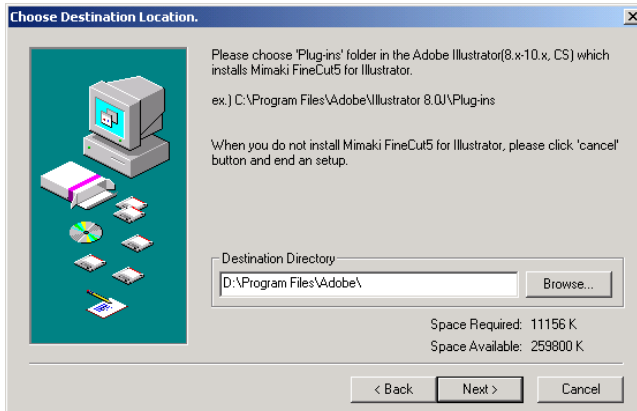 Choose Destination Location.
Please choose 'Plug-ins' folder in the Adobe Illustrator(8.x-10.x, CS) which
installs Mimaki FineCut5 for Illustrator.
ex.) C:\Program Files\Adobe\Illustrator 8.0J\Plug-ins
When you do not install Mimaki FineCut5 for Illustrator, please click 'cancel'
button and end an setup.
Destination Directory
D:\Program Files\Adobe\
Browse...
Space Required: 11156 K
Space Available: 259800 K
< Back
Next >
Cancel